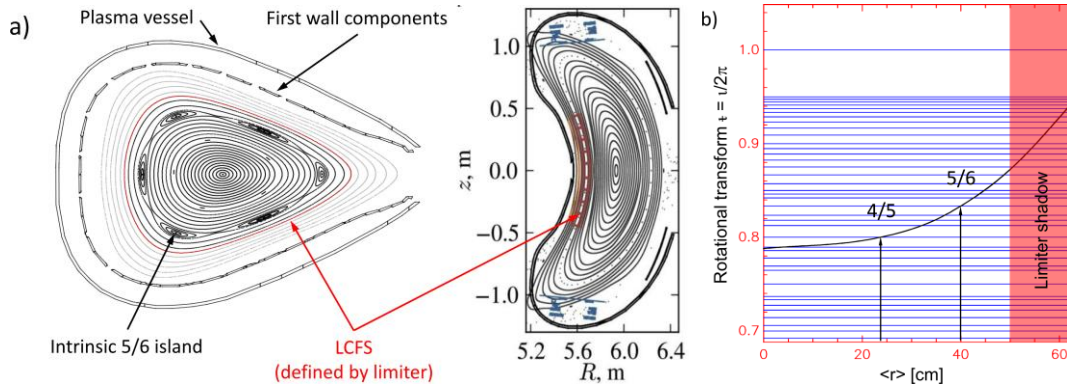 a)
Plasma vessel
First wall components
Intrinsic 5/6 island
LCFS
(defined by limiter)
1.0
0.5
0.0
-0.5
-1.0
z, m
5.2 5.6 6.0 6.4
R, m
b)
Rotational transform ɨ = ι/2π
1.0
0.9
0.8
0.7
4/5
5/6
Limiter shadow
0 20 40 60
<r> [cm]